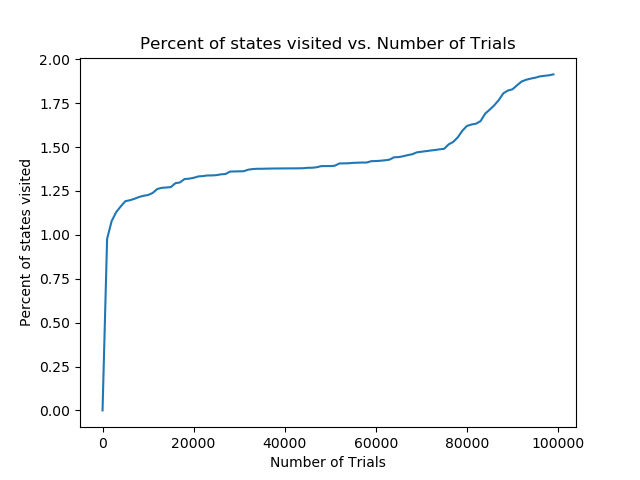 Percent of states visited vs. Number of Trials
2.00
1.75
1.50
1.25
1.00
0.75
0.50
0.25
0.00
Percent of states visited
0 20000 40000 60000 80000 100000
Number of Trials